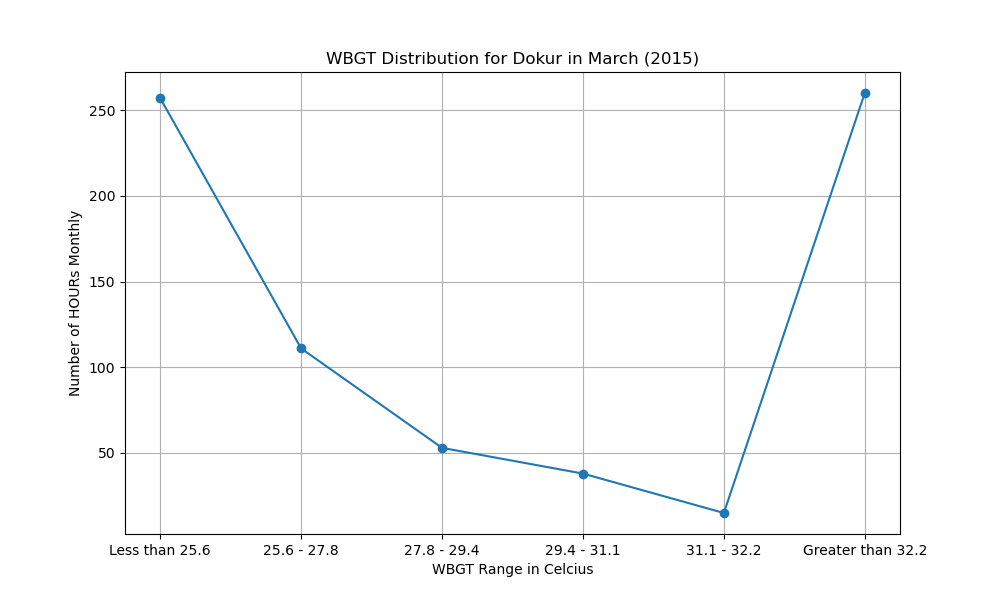 WBGT Distribution for Dokur in March (2015)
Number of HOURs Monthly
250
200
150
100
50
Less than 25.6
25.6 - 27.8
27.8 - 29.4
29.4 - 31.1
31.1 - 32.2
Greater than 32.2
WBGT Range in Celcius